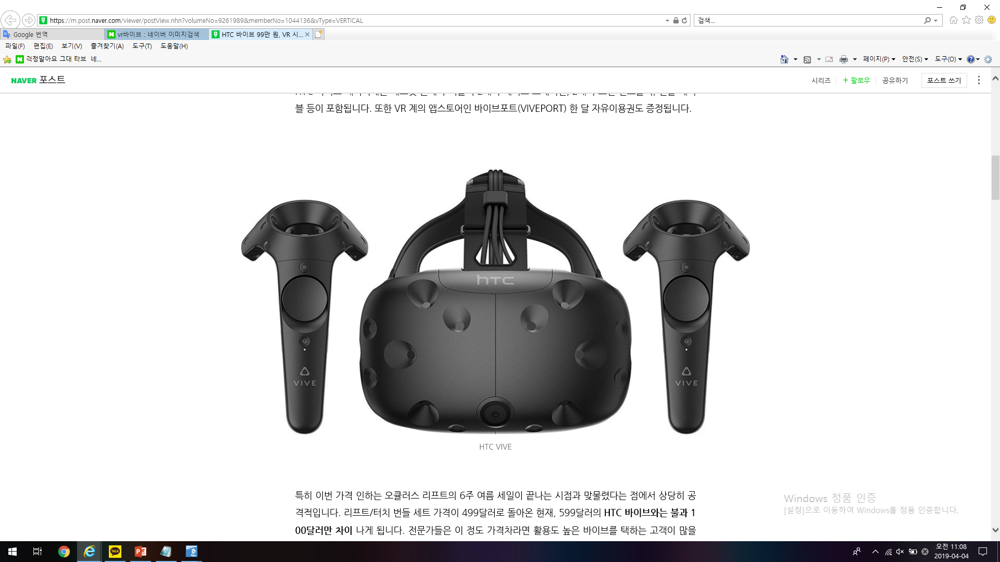 https://m.post.naver.com/viewer/postView.nhn?volumeNo=9261989&memberNo=1044136&vType=VERTICAL
검색...
Google 번역
vr바이브 : 네이버 이미지검색
HTC 바이브 99만 원, VR 시...
파일(F) 편집(E) 보기(V) 즐겨찾기(A) 도구(T) 도움말(H)
걱정말아요 그대 타브 네...
페이지(P) 안전(S) 도구(O)
NAVER 포스트
시리즈 + 팔로우 공유하기 포스트 쓰기
블 등이 포함됩니다. 또한 VR 계의 앱스토어인 바이브포트(VIVEPORT) 한 달 자유이용권도 증정됩니다.
hTC
VIVE
VIVE
HTC VIVE
특히 이번 가격 인하는 오큘러스 리프트의 6주 여름 세일이 끝나는 시점과 맞물렸다는 점에서 상당히 공
격적입니다. 리프트/터치 번들 세트 가격이 499달러로 돌아온 현재, 599달러의 HTC 바이브와는 불과 1
00달러만 차이 나게 됩니다. 전문가들은 이 정도 가격차라면 활용도 높은 바이브를 택하는 고객이 많을
Windows 정품 인증
[설정]으로 이동하여 Windows를 정품 인증합니다.
TALK
오전 11:08
2019-04-04